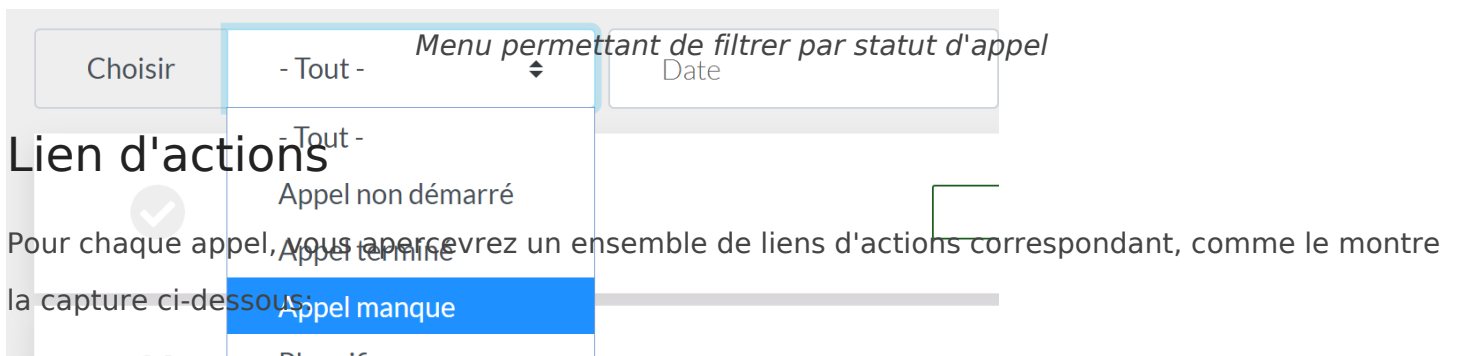 Menu permettant de filtrer par statut d'appel
Choisir
- Tout -
Date
- Tout -
Lien d'actions
Appel non démarré
Pour chaque appel, vous apercevrez un ensemble de liens d'actions correspondant, comme le montre
Appel terminé
la capture ci-dessous:
Appel manque